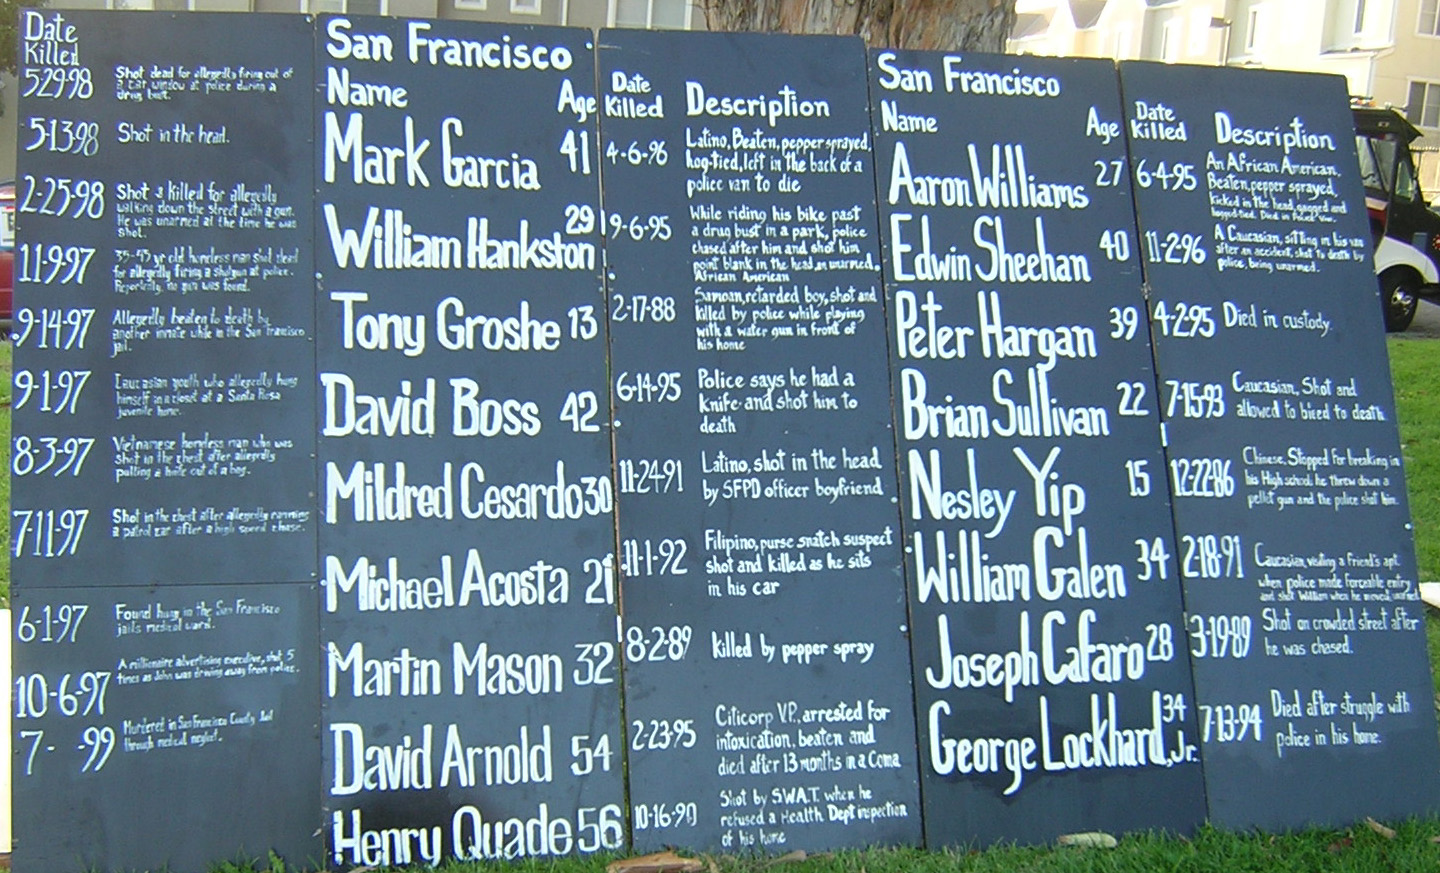 Date
Killed
5-29-98
Shot dead for allegedly firing out of
a car window at police during a
drug bust.
5-13-98
Shot in the head.
2-25-98
Shot & killed for allegedly
walking down the street with a gun.
He was unarmed at the time he was
shot.
11-9-97
35-45 yr old homeless man shot dead
for allegedly firing a shotgun at police.
Reportedly, no gun was found.
9-14-97
Allegedly beaten to death by
another inmate while in the San Francisco
jail.
9-1-97
Caucasian youth who allegedly hung
himself in a closet at a Santa Rosa
juvenile home.
8-3-97
Vietnamese homeless man who was
shot in the chest after allegedly
pulling a knife out of a bag.
7-11-97
Shot in the chest after allegedly ramming
a patrol car after a high speed chase.
6-1-97
Found hung in the San Francisco
jails medical ward.
10-6-97
A millionaire advertising executive, shot 5
times as John was driving away from police.
7- -99
Murdered in San Francisco County Jail
through medical neglect.
San Francisco
Name Age
Mark Garcia 41
William Hankston 29
Tony Groshe 13
David Boss 42
Mildred Cesardo 30
Michael Acosta 21
Martin Mason 32
David Arnold 54
Henry Quade 56
Date
Killed
Description
4-6-96
Latino, Beaten, pepper sprayed,
hog-tied, left in the back of a
police van to die
9-6-95
While riding his bike past
a drug bust in a park, police
chased after him and shot him
point blank in the head, an unarmed,
African American
2-17-88
Samoan, retarded boy, shot and
killed by police while playing
with a water gun in front of
his home
6-14-95
Police says he had a
knife and shot him to
death
11-24-91
Latino, shot in the head
by SFPD officer boyfriend
11-1-92
Filipino, purse snatch suspect
shot and killed as he sits
in his car
8-2-89
killed by pepper spray
2-23-95
Citicorp V.P., arrested for
intoxication, beaten and
died after 13 months in a Coma
10-16-90
Shot by S.W.A.T. when he
refused a Health Dept inspection
of his home
San Francisco
Name Age
Aaron Williams 27
Edwin Sheehan 40
Peter Hargan 39
Brian Sullivan 22
Nesley Yip 15
William Galen 34
Joseph Cafaro 28
George Lockhard, Jr. 34
Date
Killed
Description
6-4-95
An African American,
Beaten, pepper sprayed,
kicked in the head, gagged and
hogged-tied. Died in Police Van.
11-2-96
A Caucasian, sitting in his van
after an accident, shot to death by
police, being unarmed.
4-2-95
Died in custody.
7-15-93
Caucasian, Shot and
allowed to bleed to death.
12-22-86
Chinese, Stopped for breaking in
his High school; he threw down a
pellet gun and the police shot him.
2-18-91
Caucasian, visiting a friend's apt.
when police made forceable entry
and shot William when he moved, unarmed
3-19-89
Shot on crowded street after
he was chased.
7-13-94
Died after struggle with
police in his home.